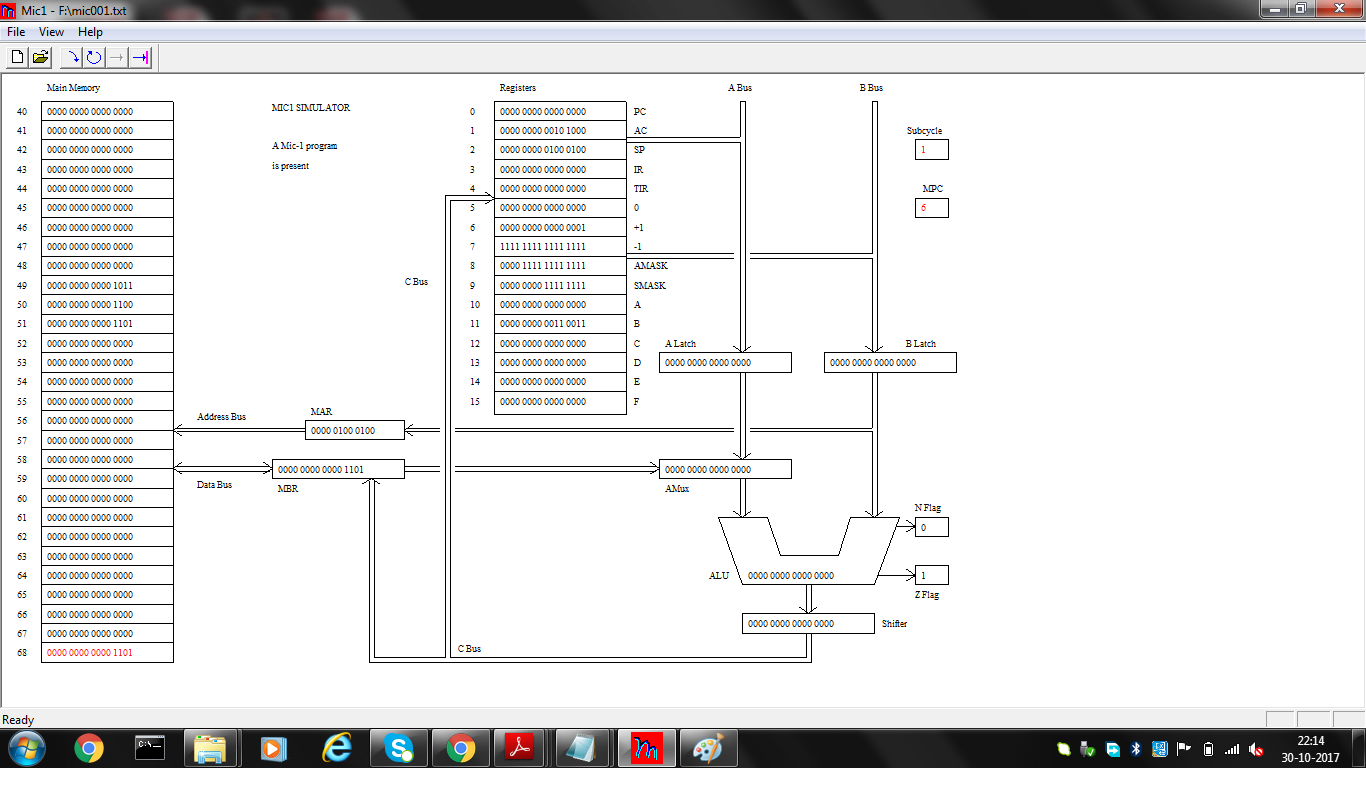 Mic1 - F:\mic001.txt
File View Help
Main Memory
40 0000 0000 0000 0000
41 0000 0000 0000 0000
42 0000 0000 0000 0000
43 0000 0000 0000 0000
44 0000 0000 0000 0000
45 0000 0000 0000 0000
46 0000 0000 0000 0000
47 0000 0000 0000 0000
48 0000 0000 0000 0000
49 0000 0000 0000 1011
50 0000 0000 0000 1100
51 0000 0000 0000 1101
52 0000 0000 0000 0000
53 0000 0000 0000 0000
54 0000 0000 0000 0000
55 0000 0000 0000 0000
56 0000 0000 0000 0000
57 0000 0000 0000 0000
58 0000 0000 0000 0000
59 0000 0000 0000 0000
60 0000 0000 0000 0000
61 0000 0000 0000 0000
62 0000 0000 0000 0000
63 0000 0000 0000 0000
64 0000 0000 0000 0000
65 0000 0000 0000 0000
66 0000 0000 0000 0000
67 0000 0000 0000 0000
68 0000 0000 0000 1101
MIC1 SIMULATOR
A Mic-1 program
is present
Registers
0 0000 0000 0000 0000 PC
1 0000 0000 0010 1000 AC
2 0000 0000 0100 0100 SP
3 0000 0000 0000 0000 IR
4 0000 0000 0000 0000 TIR
5 0000 0000 0000 0000 0
6 0000 0000 0000 0001 +1
7 1111 1111 1111 1111 -1
8 0000 1111 1111 1111 AMASK
9 0000 0000 1111 1111 SMASK
10 0000 0000 0000 0000 A
11 0000 0000 0011 0011 B
12 0000 0000 0000 0000 C
13 0000 0000 0000 0000 D
14 0000 0000 0000 0000 E
15 0000 0000 0000 0000 F
A Bus
B Bus
Subcycle
1
MPC
6
C Bus
A Latch
0000 0000 0000 0000
B Latch
0000 0000 0000 0000
Address Bus
MAR
0000 0100 0100
Data Bus
0000 0000 0000 1101
MBR
0000 0000 0000 0000
AMux
N Flag
0
ALU 0000 0000 0000 0000
1
Z Flag
0000 0000 0000 0000 Shifter
C Bus
Ready
22:14
30-10-2017